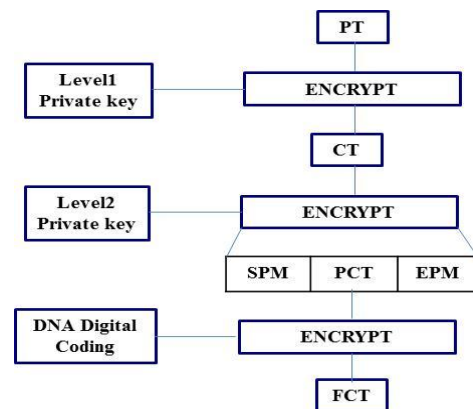 PT
Level1
Private key
ENCRYPT
CT
Level2
Private key
ENCRYPT
SPM PCT EPM
DNA Digital
Coding
ENCRYPT
FCT